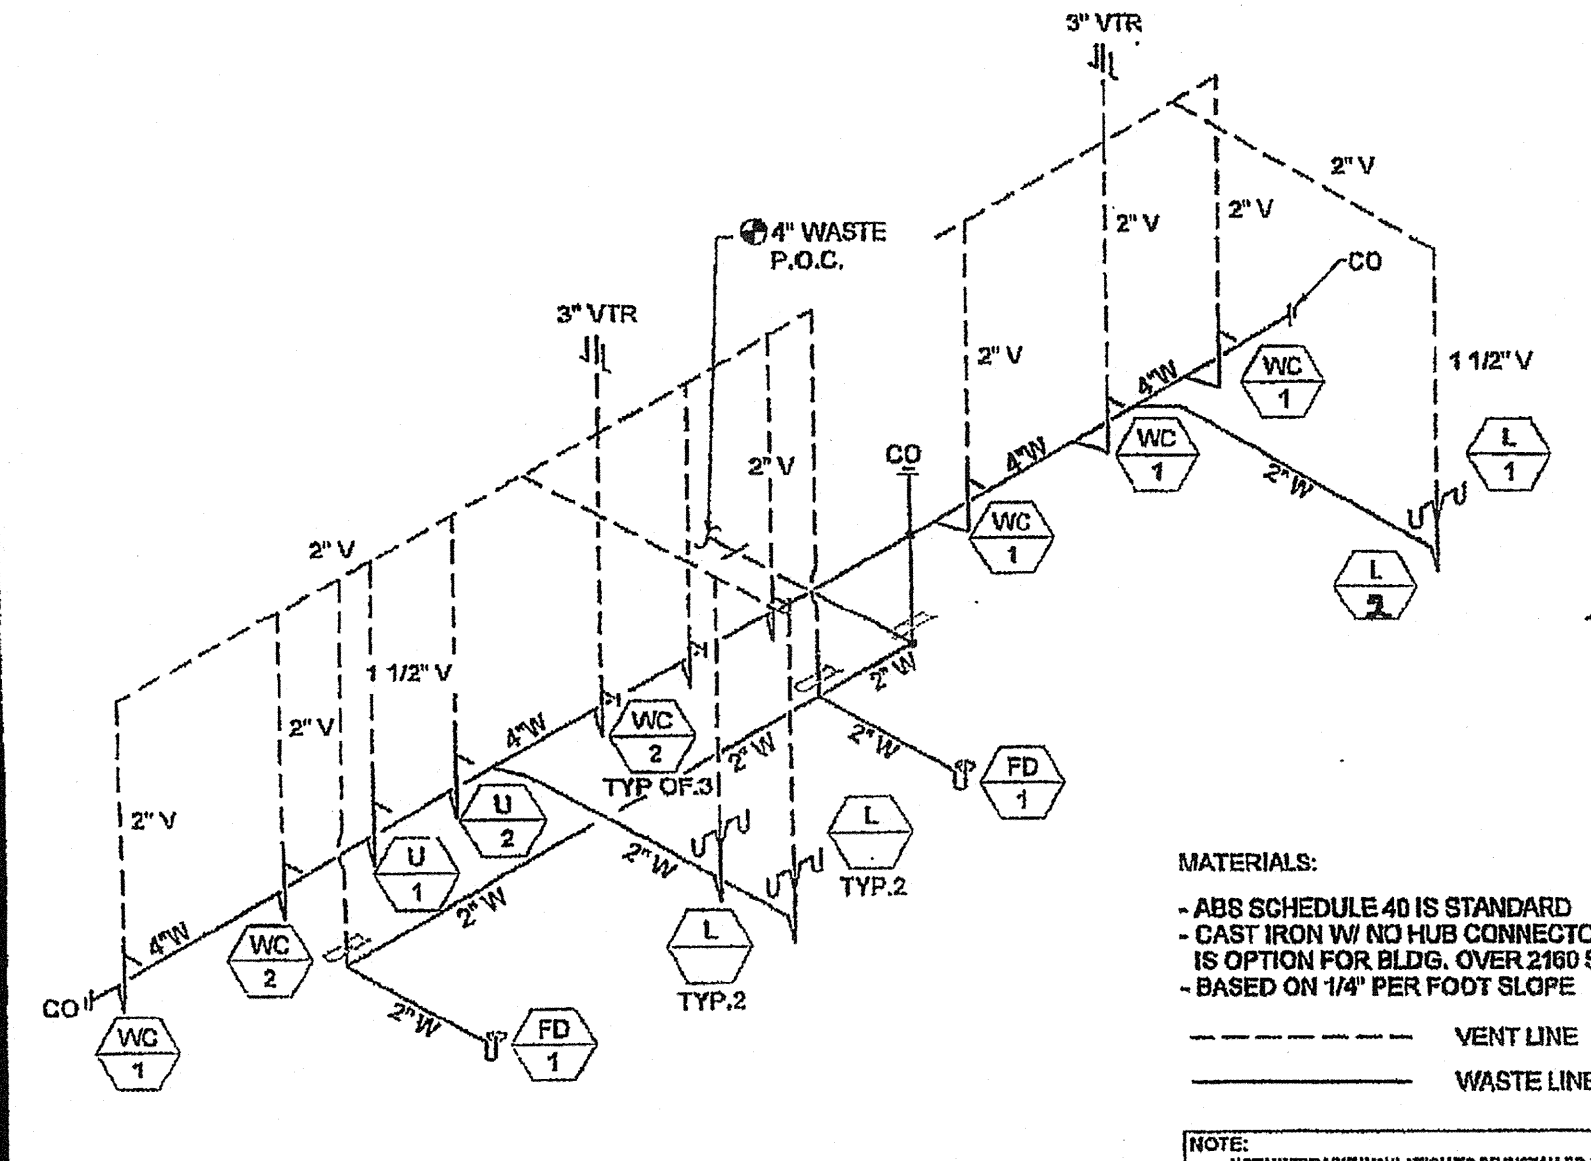 3" VTR
2" V
4" WASTE
P.O.C.
2" V
2" V
CO
3" VTR
2" V
1 1/2" V
WC
1
4"W
L
1
WC
1
4"W
CO
2" V
2"W
WC
1
2" V
L
2
1 1/2" V
2" W
2" V
4"W
WC
2
TYP OF.3
2" W
2" W
FD
1
2" V
U
2
L
TYP.2
U
1
2" W
2" W
4"W
WC
2
L
TYP.2
CO
2" W
WC
1
FD
1
MATERIALS:
- ABS SCHEDULE 40 IS STANDARD
- CAST IRON W/ NO HUB CONNECTO
IS OPTION FOR BLDG. OVER 2160 S
- BASED ON 1/4" PER FOOT SLOPE
VENT LINE
WASTE LINE
NOTE: